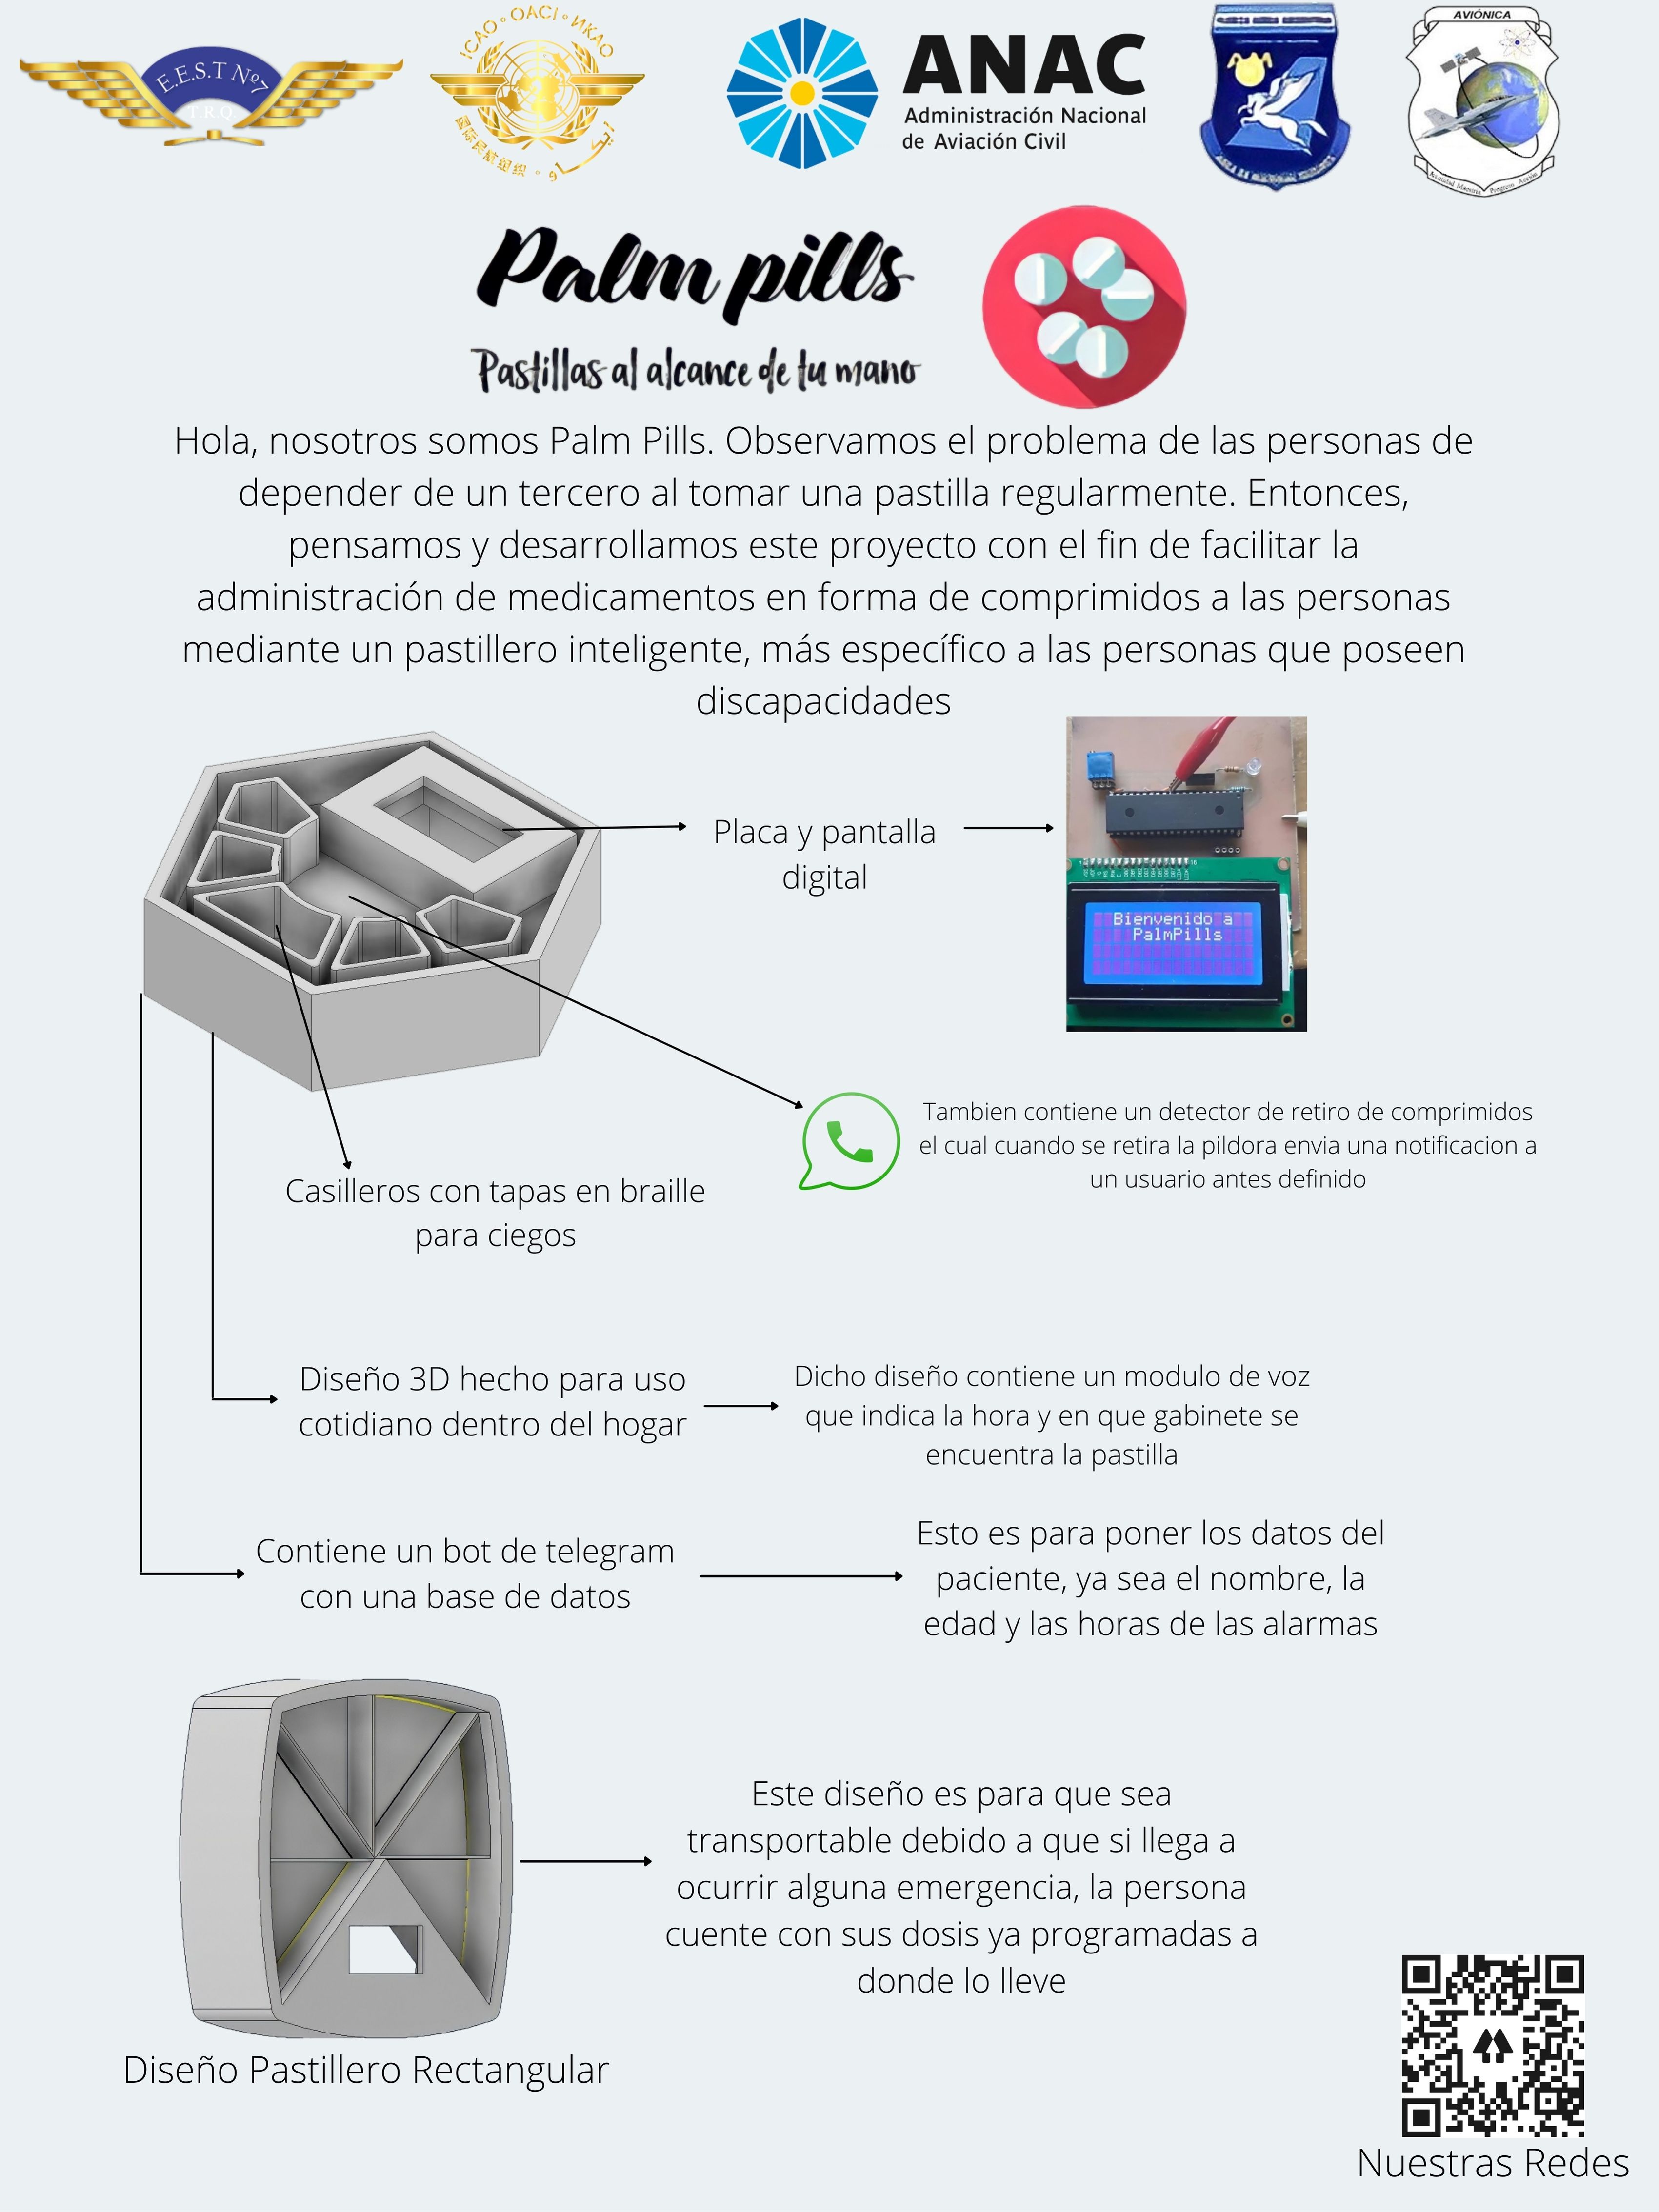 E.E.S.T Nº7
T.R.Q
ICAO ◦ OACI ◦ ИКАО
国际民航组织
ANAC
Administración Nacional
de Aviación Civil
AVIÓNICA
Palm pills
Pastillas al alcance de tu mano
Hola, nosotros somos Palm Pills. Observamos el problema de las personas de
depender de un tercero al tomar una pastilla regularmente. Entonces,
pensamos y desarrollamos este proyecto con el fin de facilitar la
administración de medicamentos en forma de comprimidos a las personas
mediante un pastillero inteligente, más específico a las personas que poseen
discapacidades
Placa y pantalla
digital
Bienvenido a
PalmPills
Tambien contiene un detector de retiro de comprimidos
el cual cuando se retira la pildora envia una notificacion a
un usuario antes definido
Casilleros con tapas en braille
para ciegos
Diseño 3D hecho para uso
cotidiano dentro del hogar
Dicho diseño contiene un modulo de voz
que indica la hora y en que gabinete se
encuentra la pastilla
Contiene un bot de telegram
con una base de datos
Esto es para poner los datos del
paciente, ya sea el nombre, la
edad y las horas de las alarmas
Este diseño es para que sea
transportable debido a que si llega a
ocurrir alguna emergencia, la persona
cuente con sus dosis ya programadas a
donde lo lleve
Diseño Pastillero Rectangular
Nuestras Redes